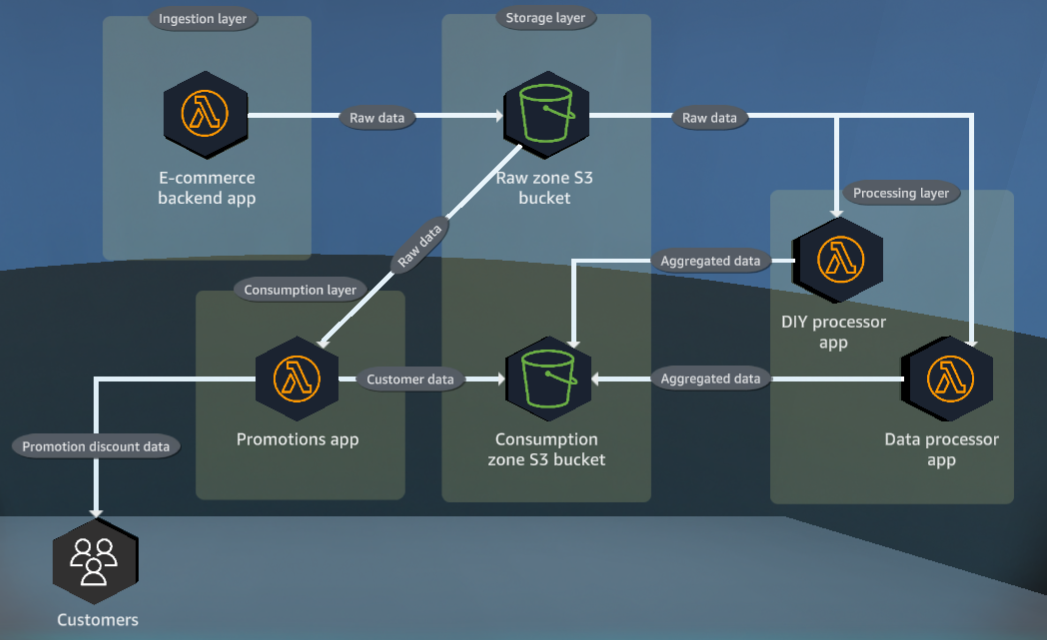 Ingestion layer
Storage layer
Raw data
Raw data
E-commerce
backend app
Raw zone S3
bucket
Processing layer
Raw data
Aggregated data
Consumption layer
DIY processor
app
Customer data
Aggregated data
Promotions app
Consumption
zone S3 bucket
Data processor
app
Promotion discount data
Customers